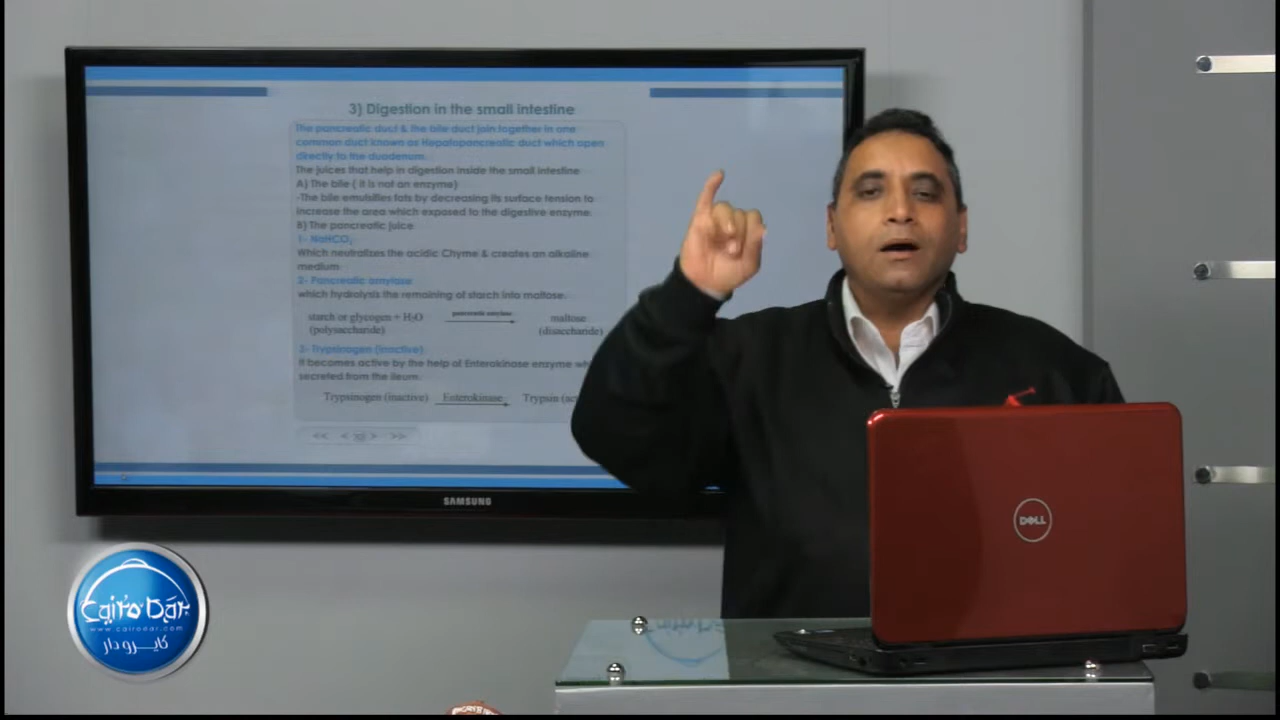 3) Digestion in the small intestine
The pancreatic duct & the bile duct join together in one
common duct known as Hepatopancreatic duct which open
directly to the duodenum.
The juices that help in digestion inside the small intestine
A) The bile ( it is not an enzyme)
-The bile emulsifies fats by decreasing its surface tension to
increase the area which exposed to the digestive enzyme.
B) The pancreatic juice
1- NaHCO3
Which neutralizes the acidic Chyme & creates an alkaline
medium
2- Pancreatic amylase
which hydrolysis the remaining of starch into maltose.
pancreatic amylase
starch or glycogen + H2O maltose
(polysaccharide) (disaccharide)
3- Trypsinogen (inactive)
It becomes active by the help of Enterokinase enzyme
secreted from the ileum.
Trypsinogen (inactive) Enterokinase Trypsin
<< < > >>
SAMSUNG
DELL
Cairo Dar
www.cairodar.com
كايرو دار